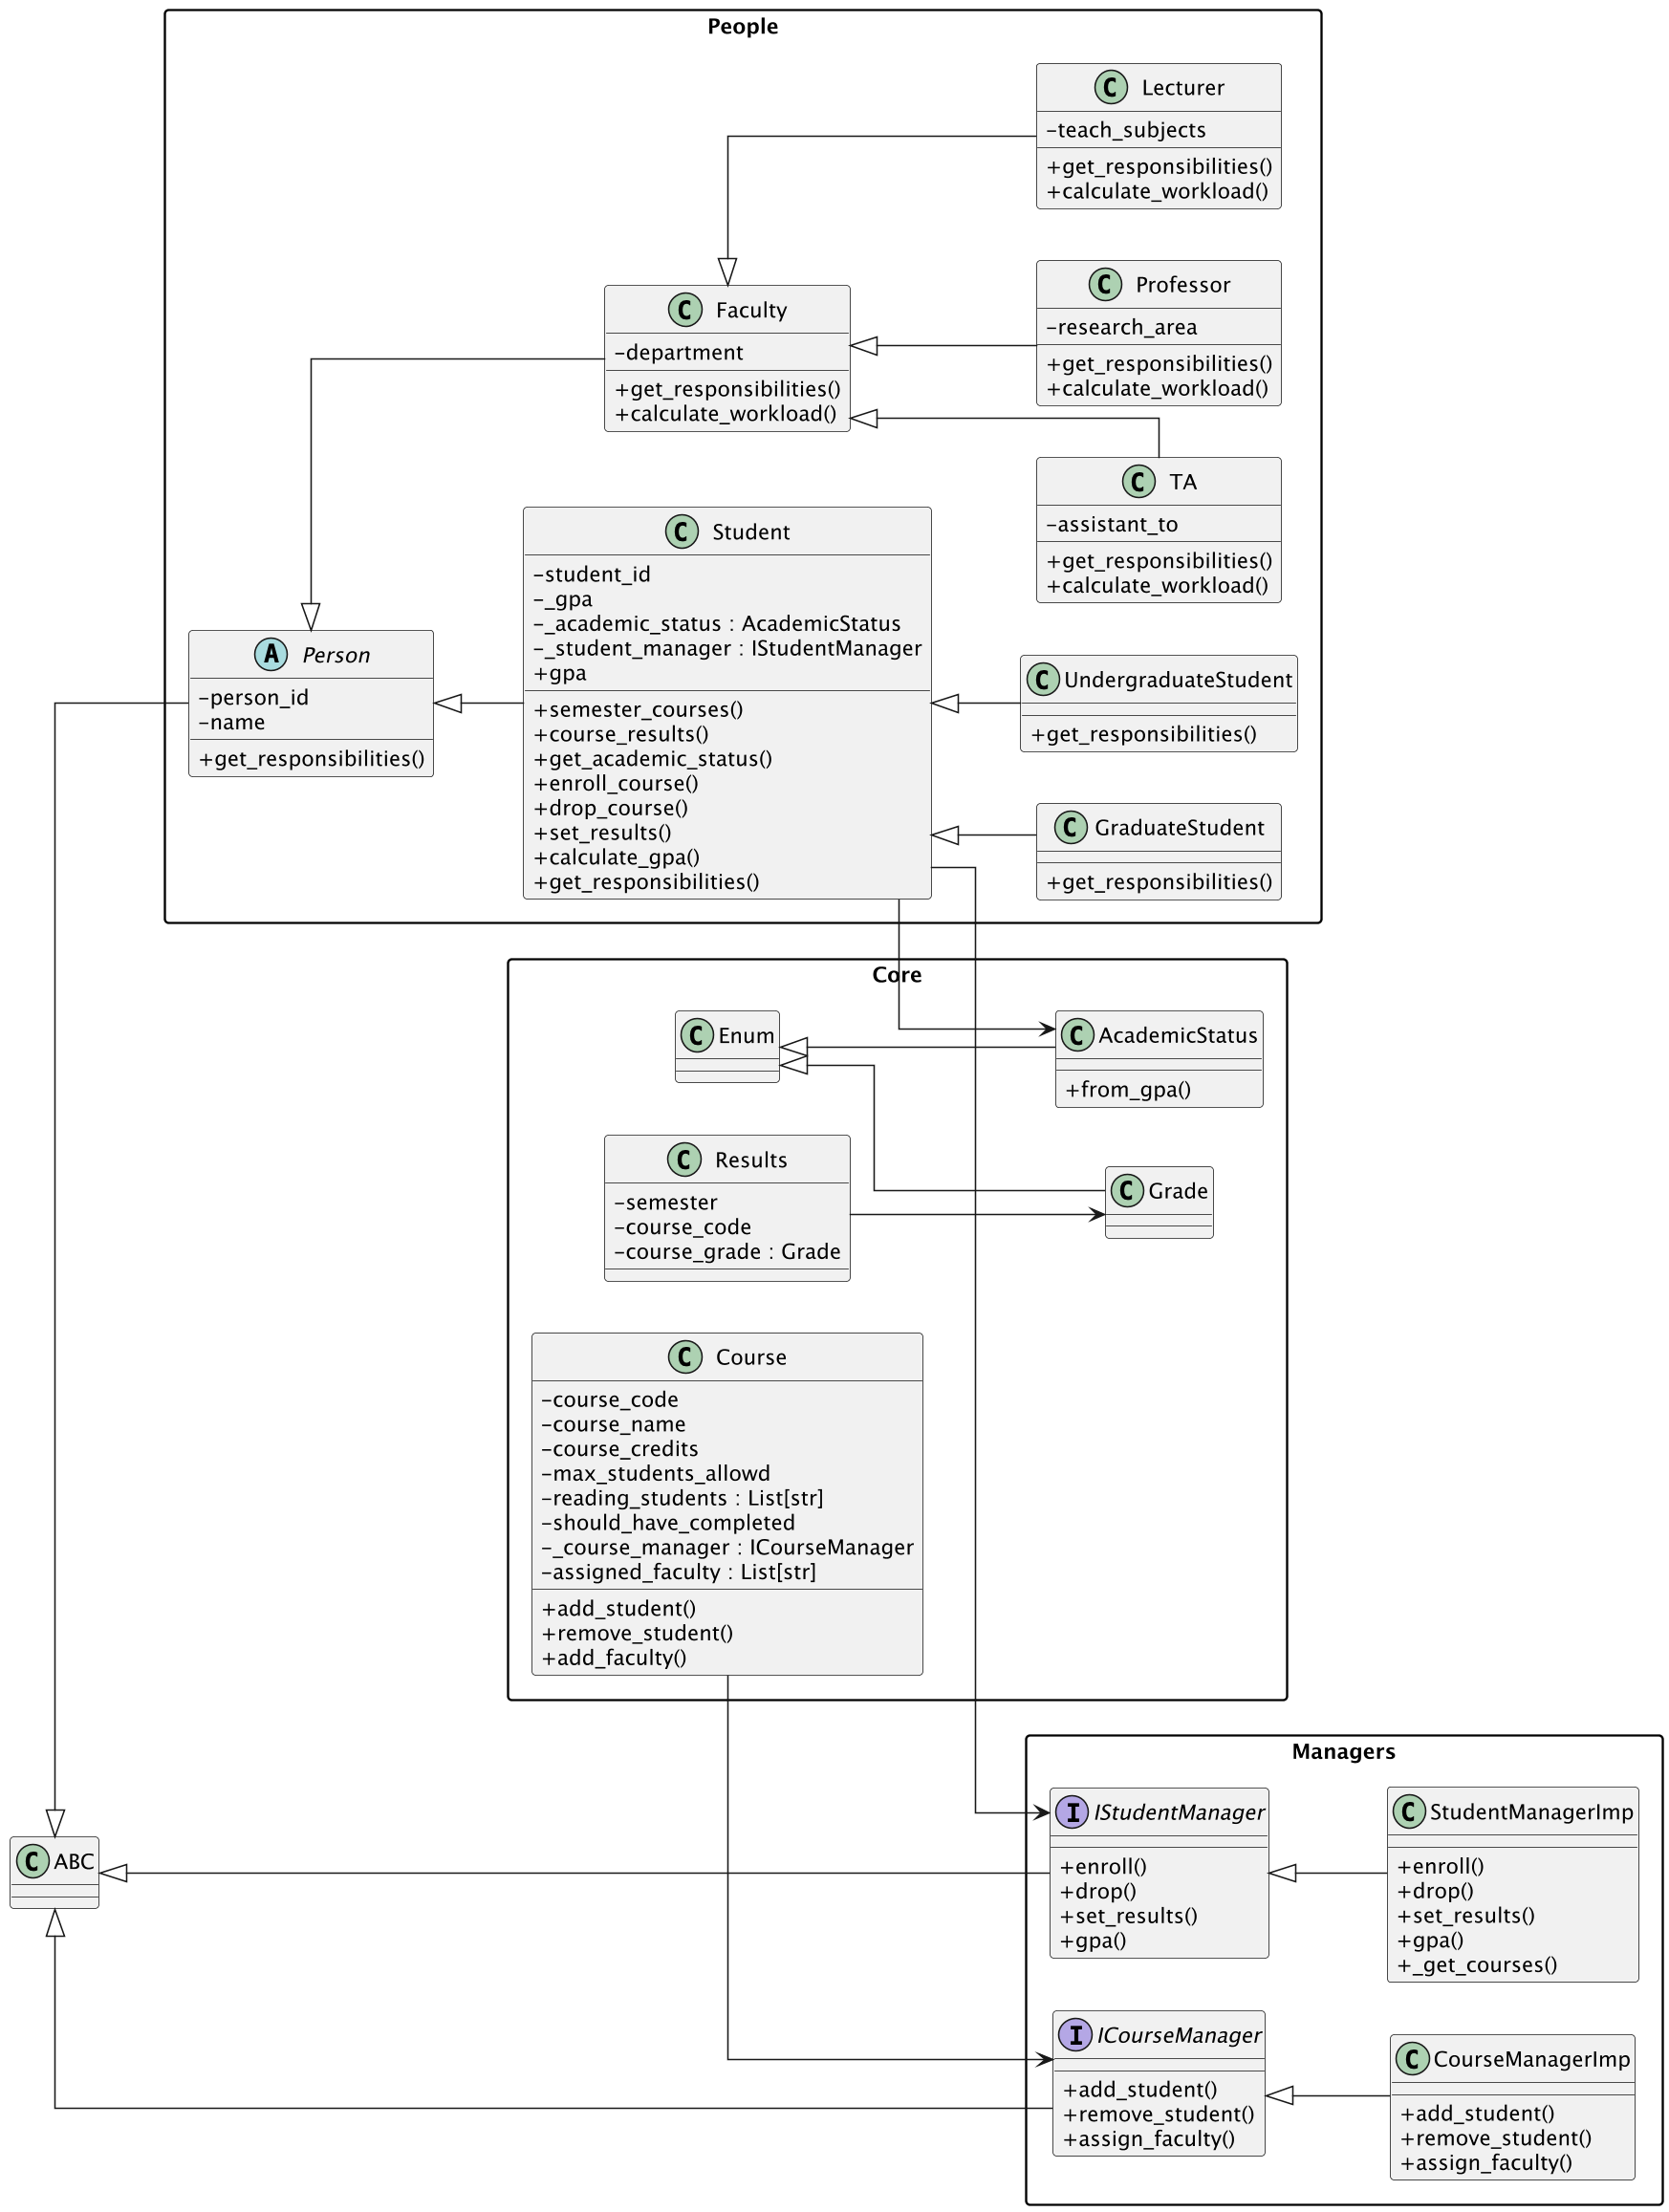 People
C Lecturer
-teach_subjects
+get_responsibilities()
+calculate_workload()
C Professor
-research_area
+get_responsibilities()
+calculate_workload()
C Faculty
-department
+get_responsibilities()
+calculate_workload()
C TA
-assistant_to
+get_responsibilities()
+calculate_workload()
C Student
-student_id
-_gpa
-_academic_status : AcademicStatus
-_student_manager : IStudentManager
+gpa
+semester_courses()
+course_results()
+get_academic_status()
+enroll_course()
+drop_course()
+set_results()
+calculate_gpa()
+get_responsibilities()
A Person
-person_id
-name
+get_responsibilities()
C UndergraduateStudent
+get_responsibilities()
C GraduateStudent
+get_responsibilities()
Core
C Enum
C AcademicStatus
+from_gpa()
C Results
-semester
-course_code
-course_grade : Grade
C Grade
C Course
-course_code
-course_name
-course_credits
-max_students_allowd
-reading_students : List[str]
-should_have_completed
-_course_manager : ICourseManager
-assigned_faculty : List[str]
+add_student()
+remove_student()
+add_faculty()
Managers
I IStudentManager
+enroll()
+drop()
+set_results()
+gpa()
C StudentManagerImp
+enroll()
+drop()
+set_results()
+gpa()
+_get_courses()
C ABC
I ICourseManager
+add_student()
+remove_student()
+assign_faculty()
C CourseManagerImp
+add_student()
+remove_student()
+assign_faculty()